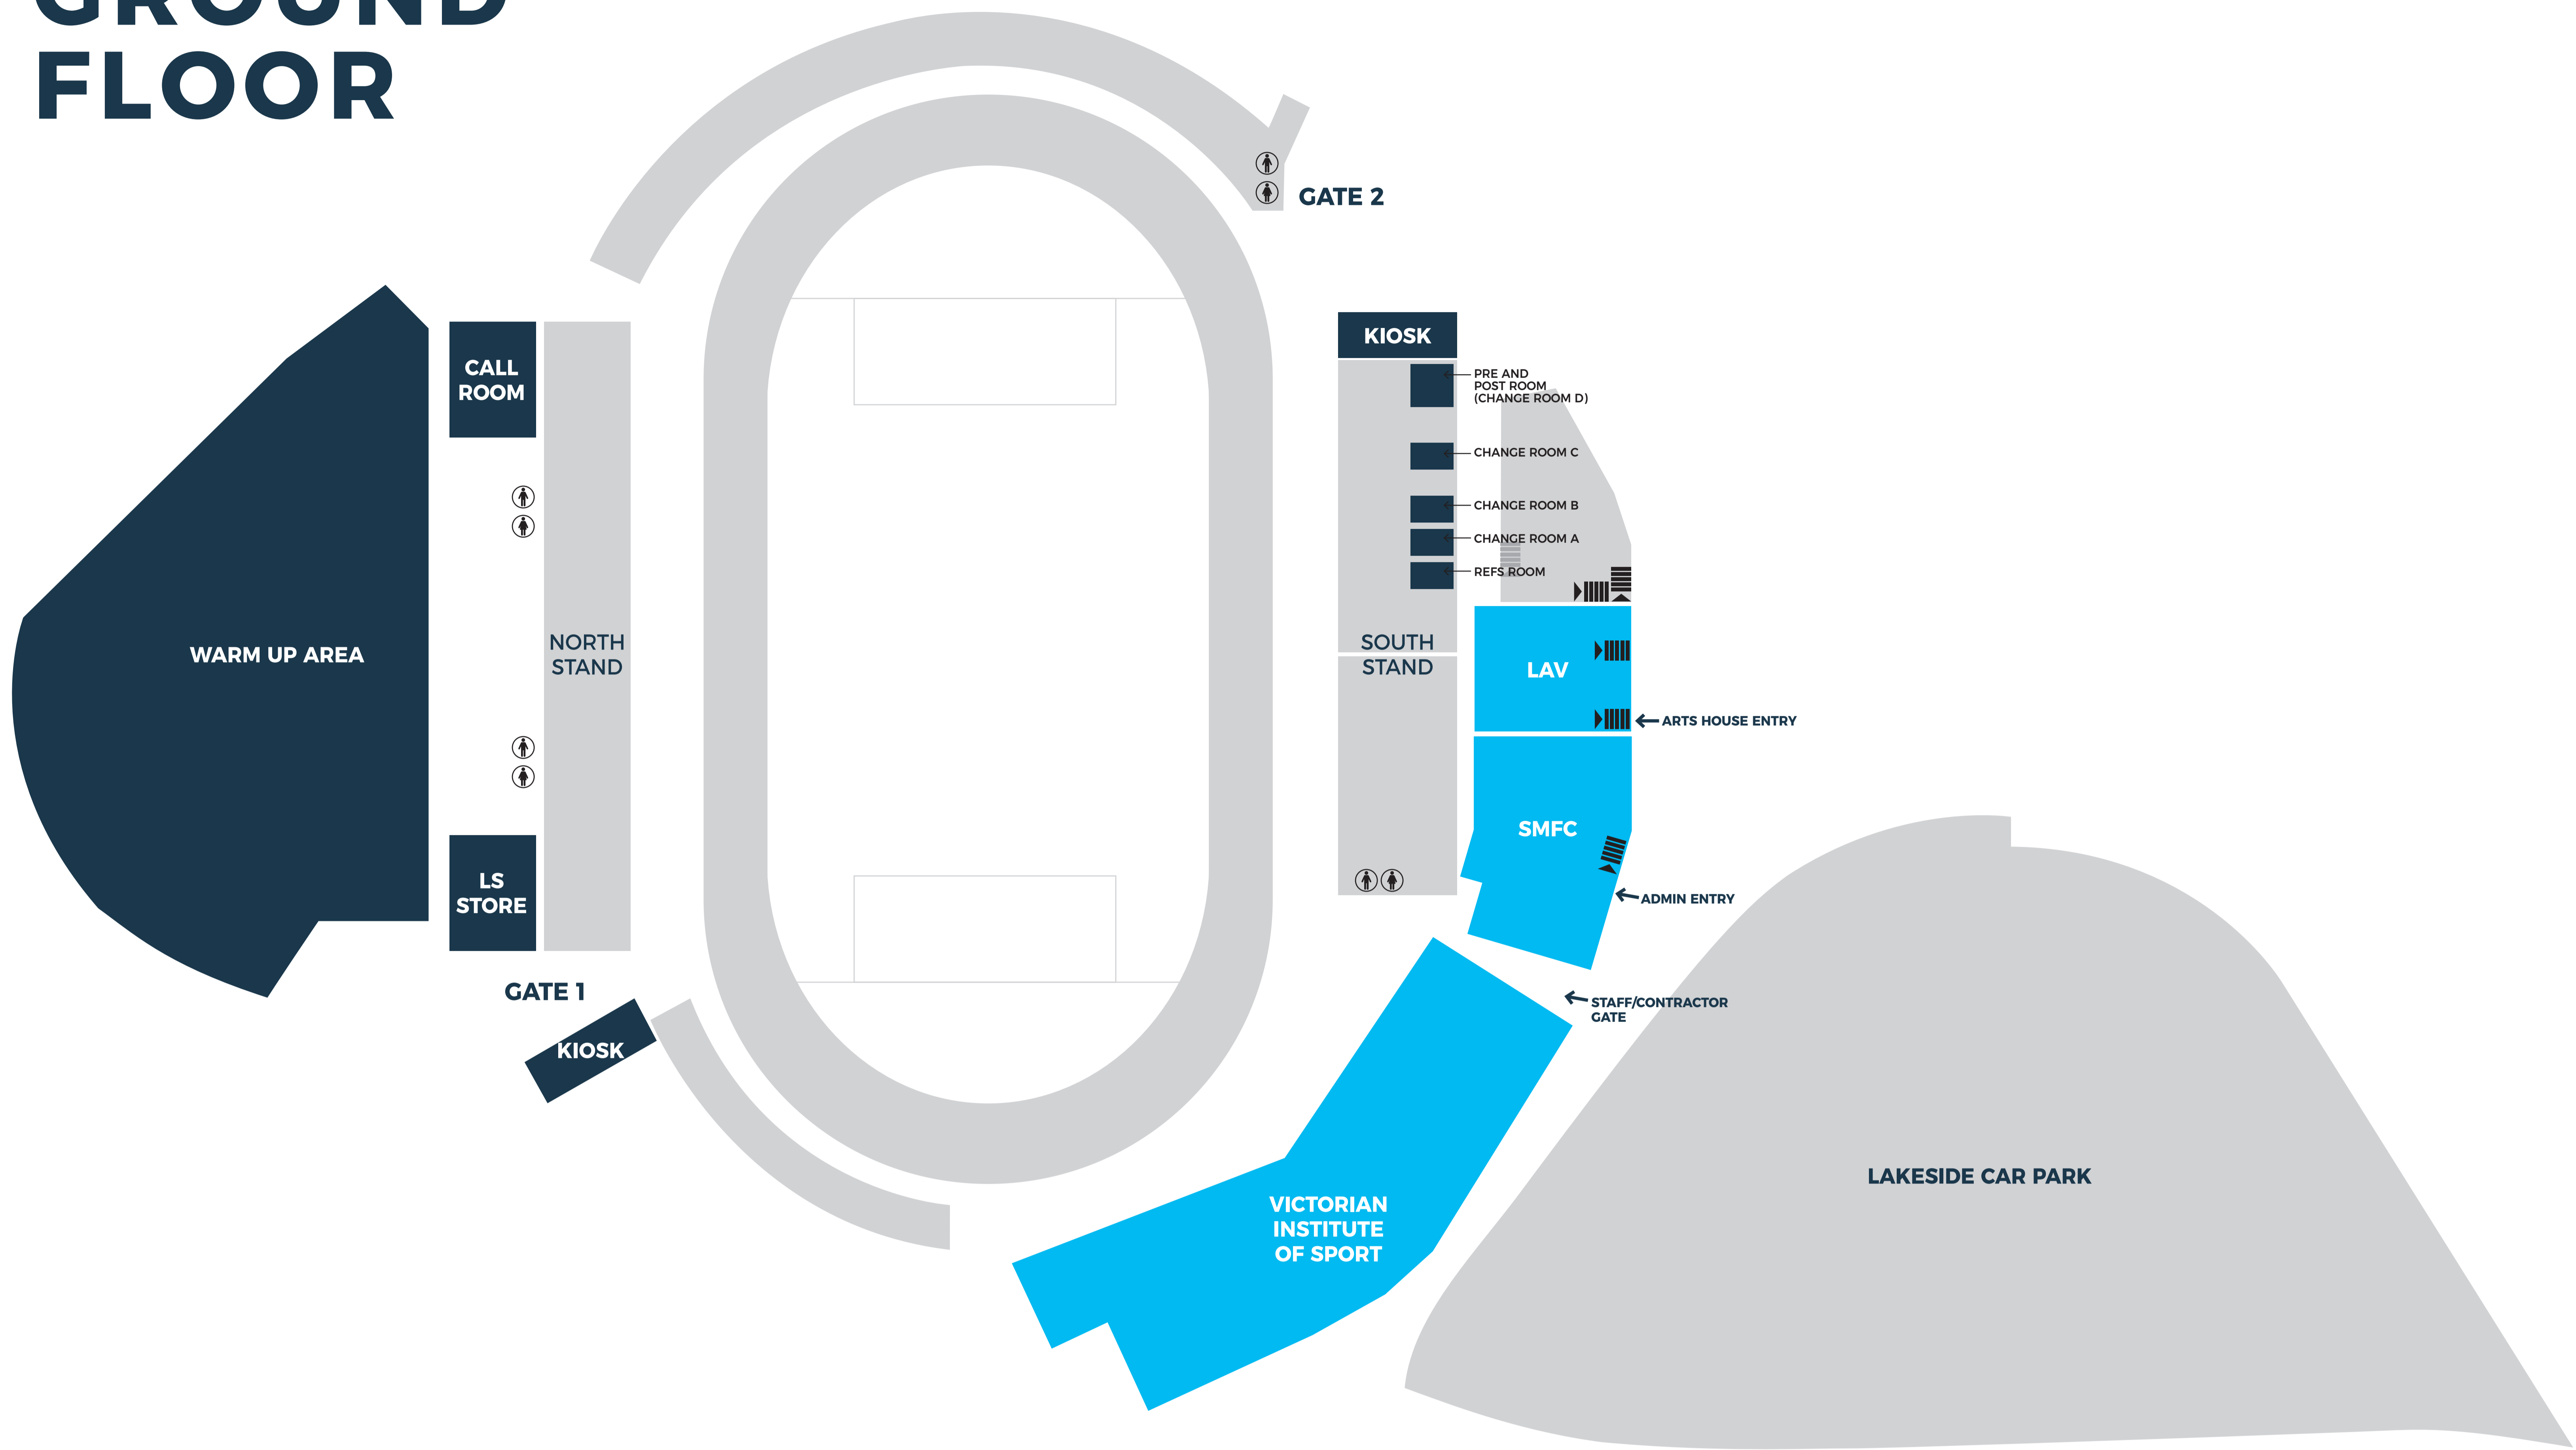 GROUND
FLOOR
GATE 2
KIOSK
CALL
ROOM
PRE AND
POST ROOM
(CHANGE ROOM D)
CHANGE ROOM C
CHANGE ROOM B
CHANGE ROOM A
REFS ROOM
WARM UP AREA
NORTH
STAND
SOUTH
STAND
LAV
ARTS HOUSE ENTRY
SMFC
LS
STORE
ADMIN ENTRY
GATE 1
STAFF/CONTRACTOR
GATE
KIOSK
VICTORIAN
INSTITUTE
OF SPORT
LAKESIDE CAR PARK